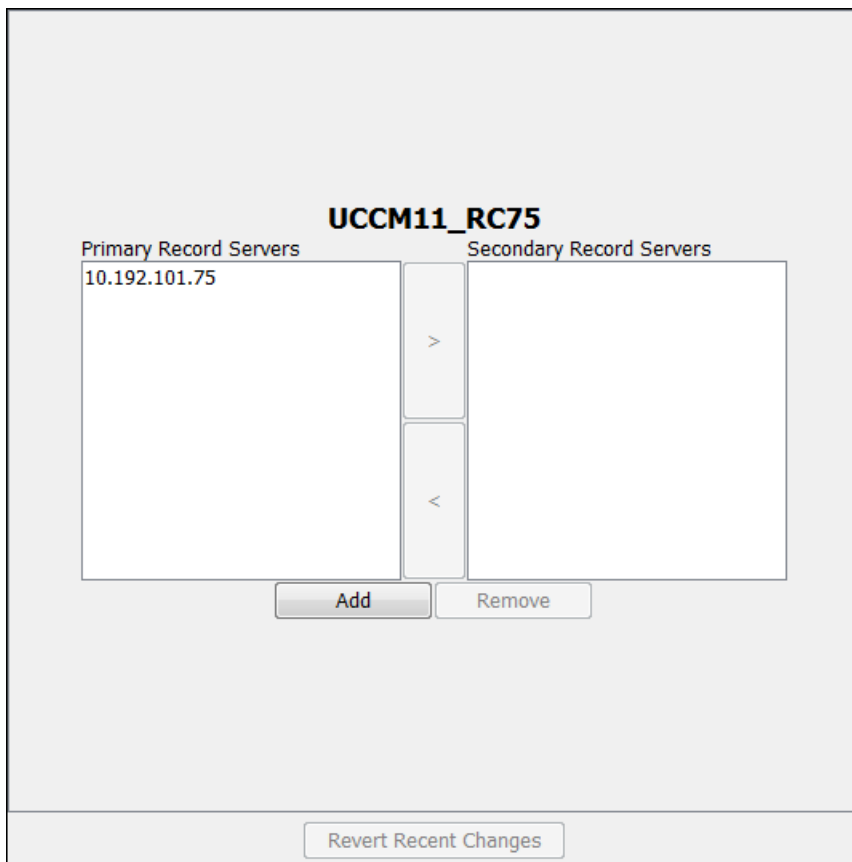 UCCM11_RC75
Primary Record Servers Secondary Record Servers
10.192.101.75
>
<
Add Remove
Revert Recent Changes